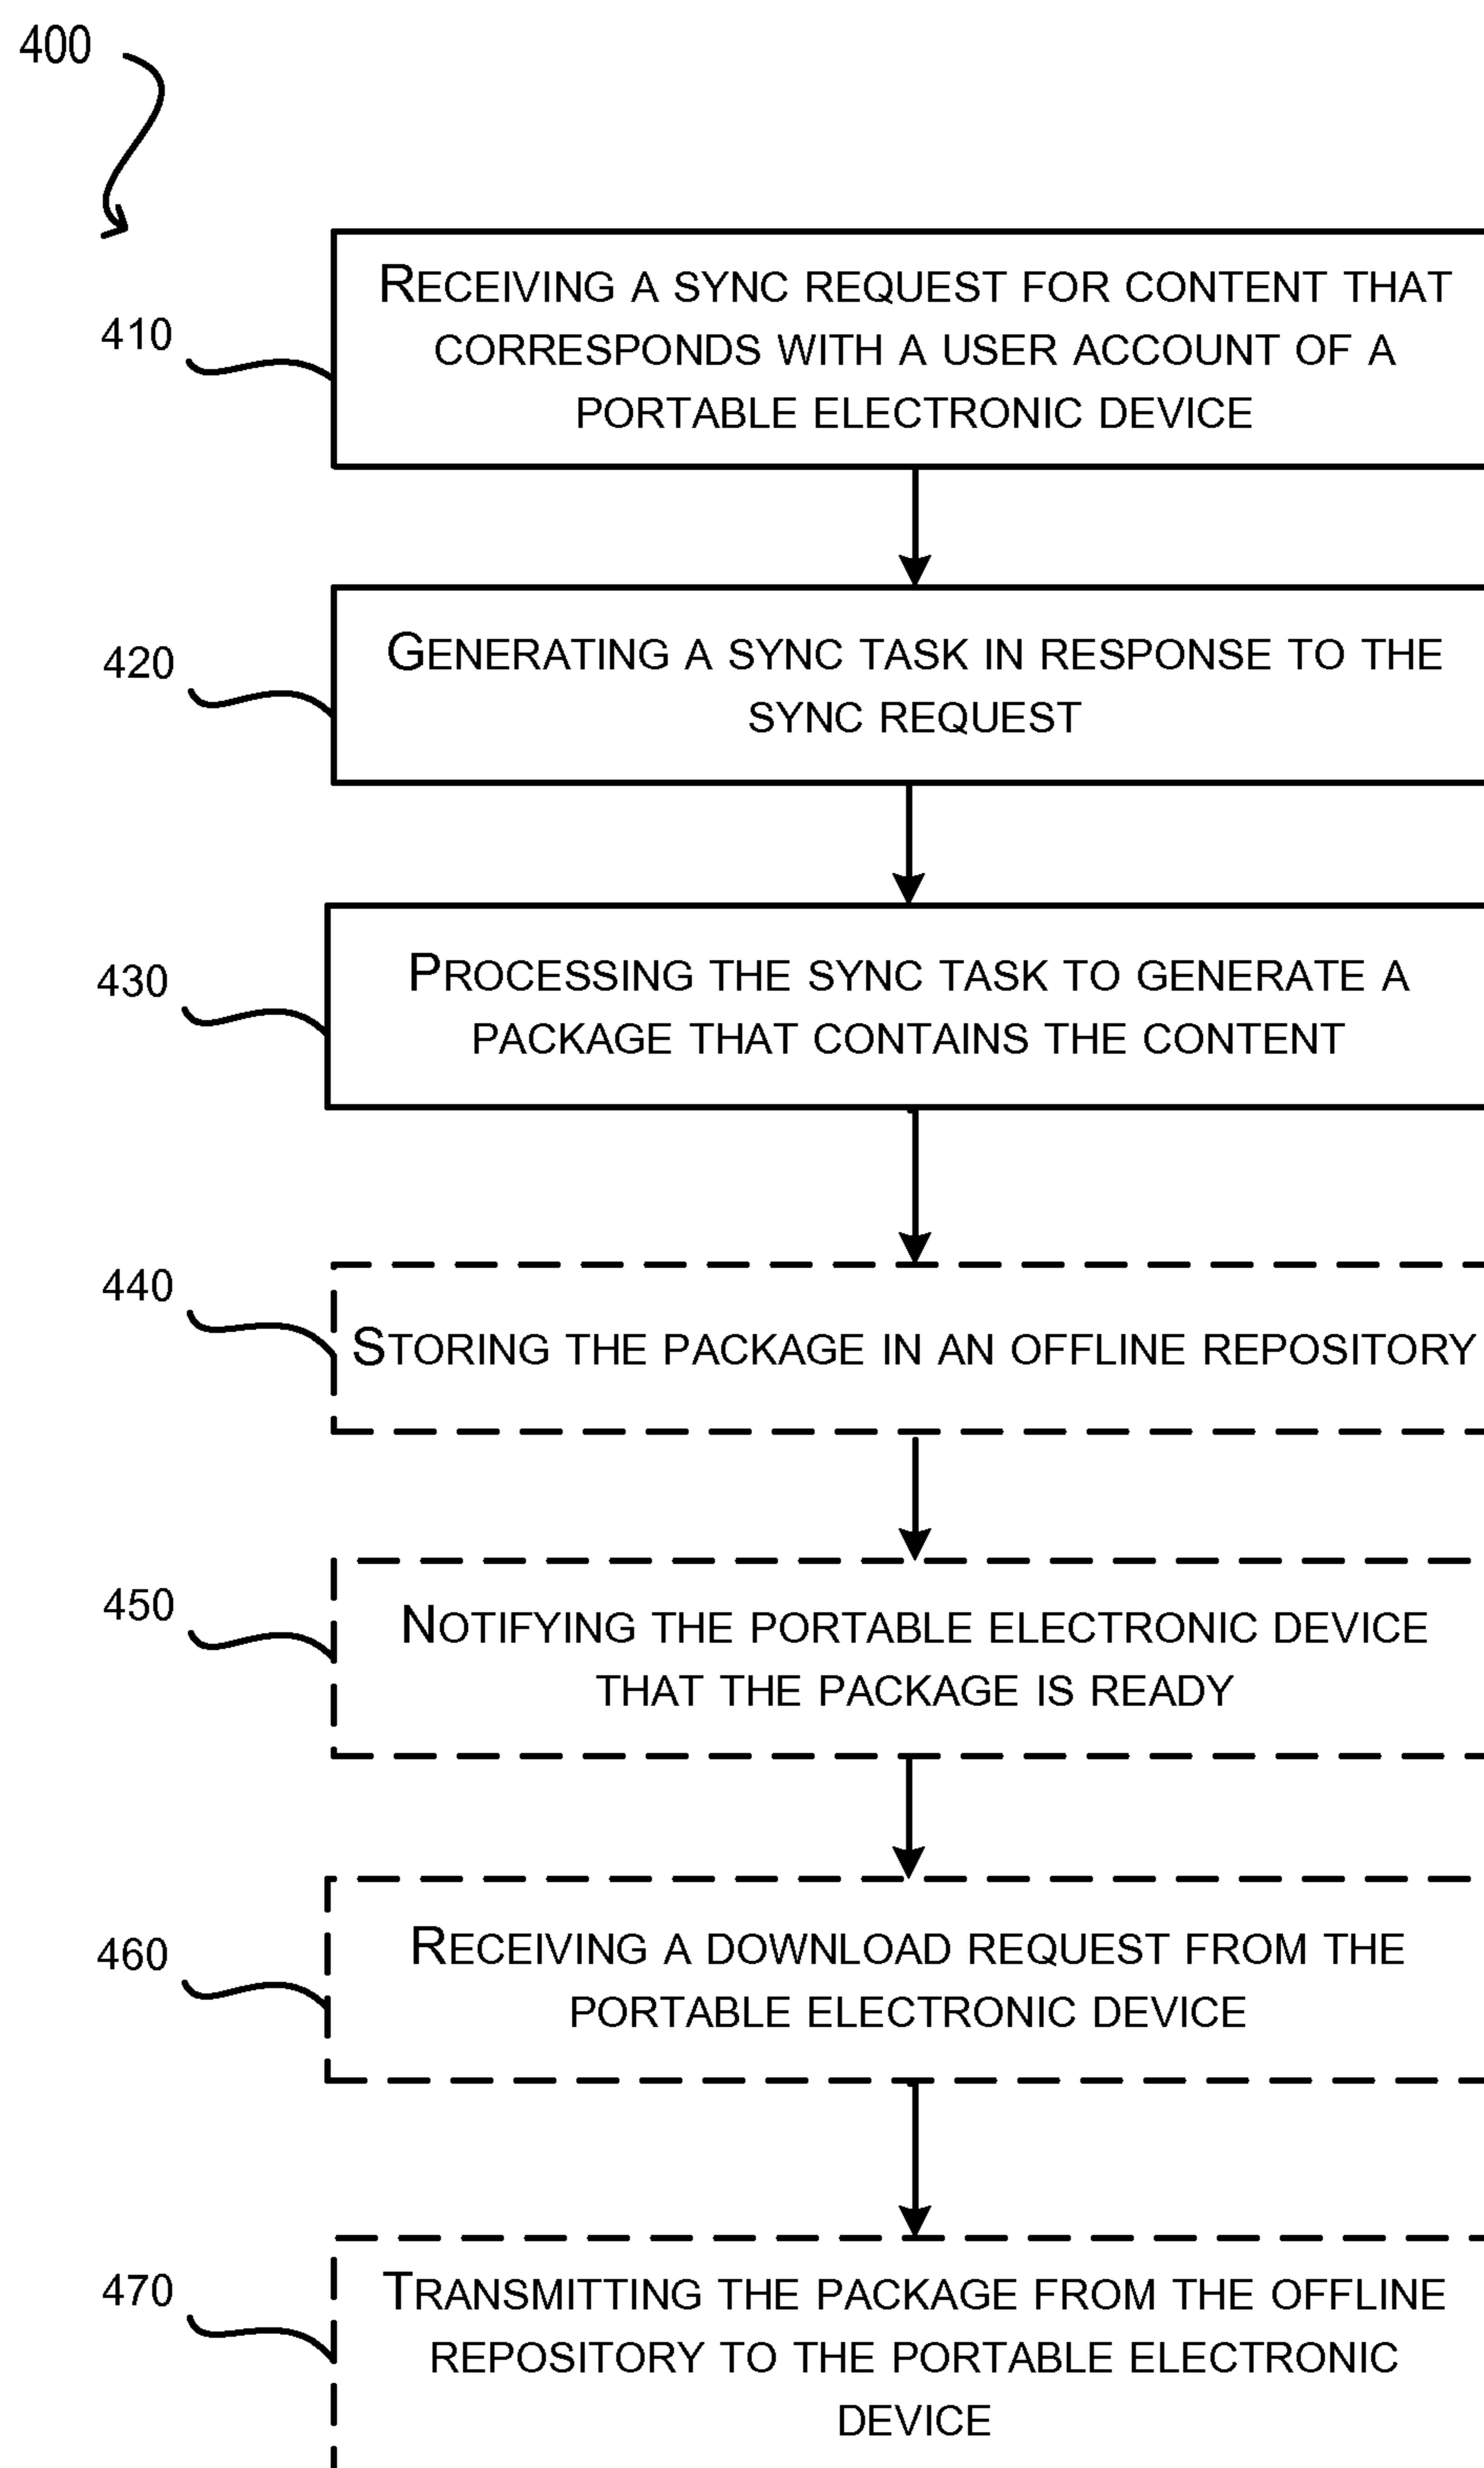 400
410
RECEIVING A SYNC REQUEST FOR CONTENT THAT
CORRESPONDS WITH A USER ACCOUNT OF A
PORTABLE ELECTRONIC DEVICE
420
GENERATING A SYNC TASK IN RESPONSE TO THE
SYNC REQUEST
430
PROCESSING THE SYNC TASK TO GENERATE A
PACKAGE THAT CONTAINS THE CONTENT
440
STORING THE PACKAGE IN AN OFFLINE REPOSITORY
450
NOTIFYING THE PORTABLE ELECTRONIC DEVICE
THAT THE PACKAGE IS READY
460
RECEIVING A DOWNLOAD REQUEST FROM THE
PORTABLE ELECTRONIC DEVICE
470
TRANSMITTING THE PACKAGE FROM THE OFFLINE
REPOSITORY TO THE PORTABLE ELECTRONIC
DEVICE